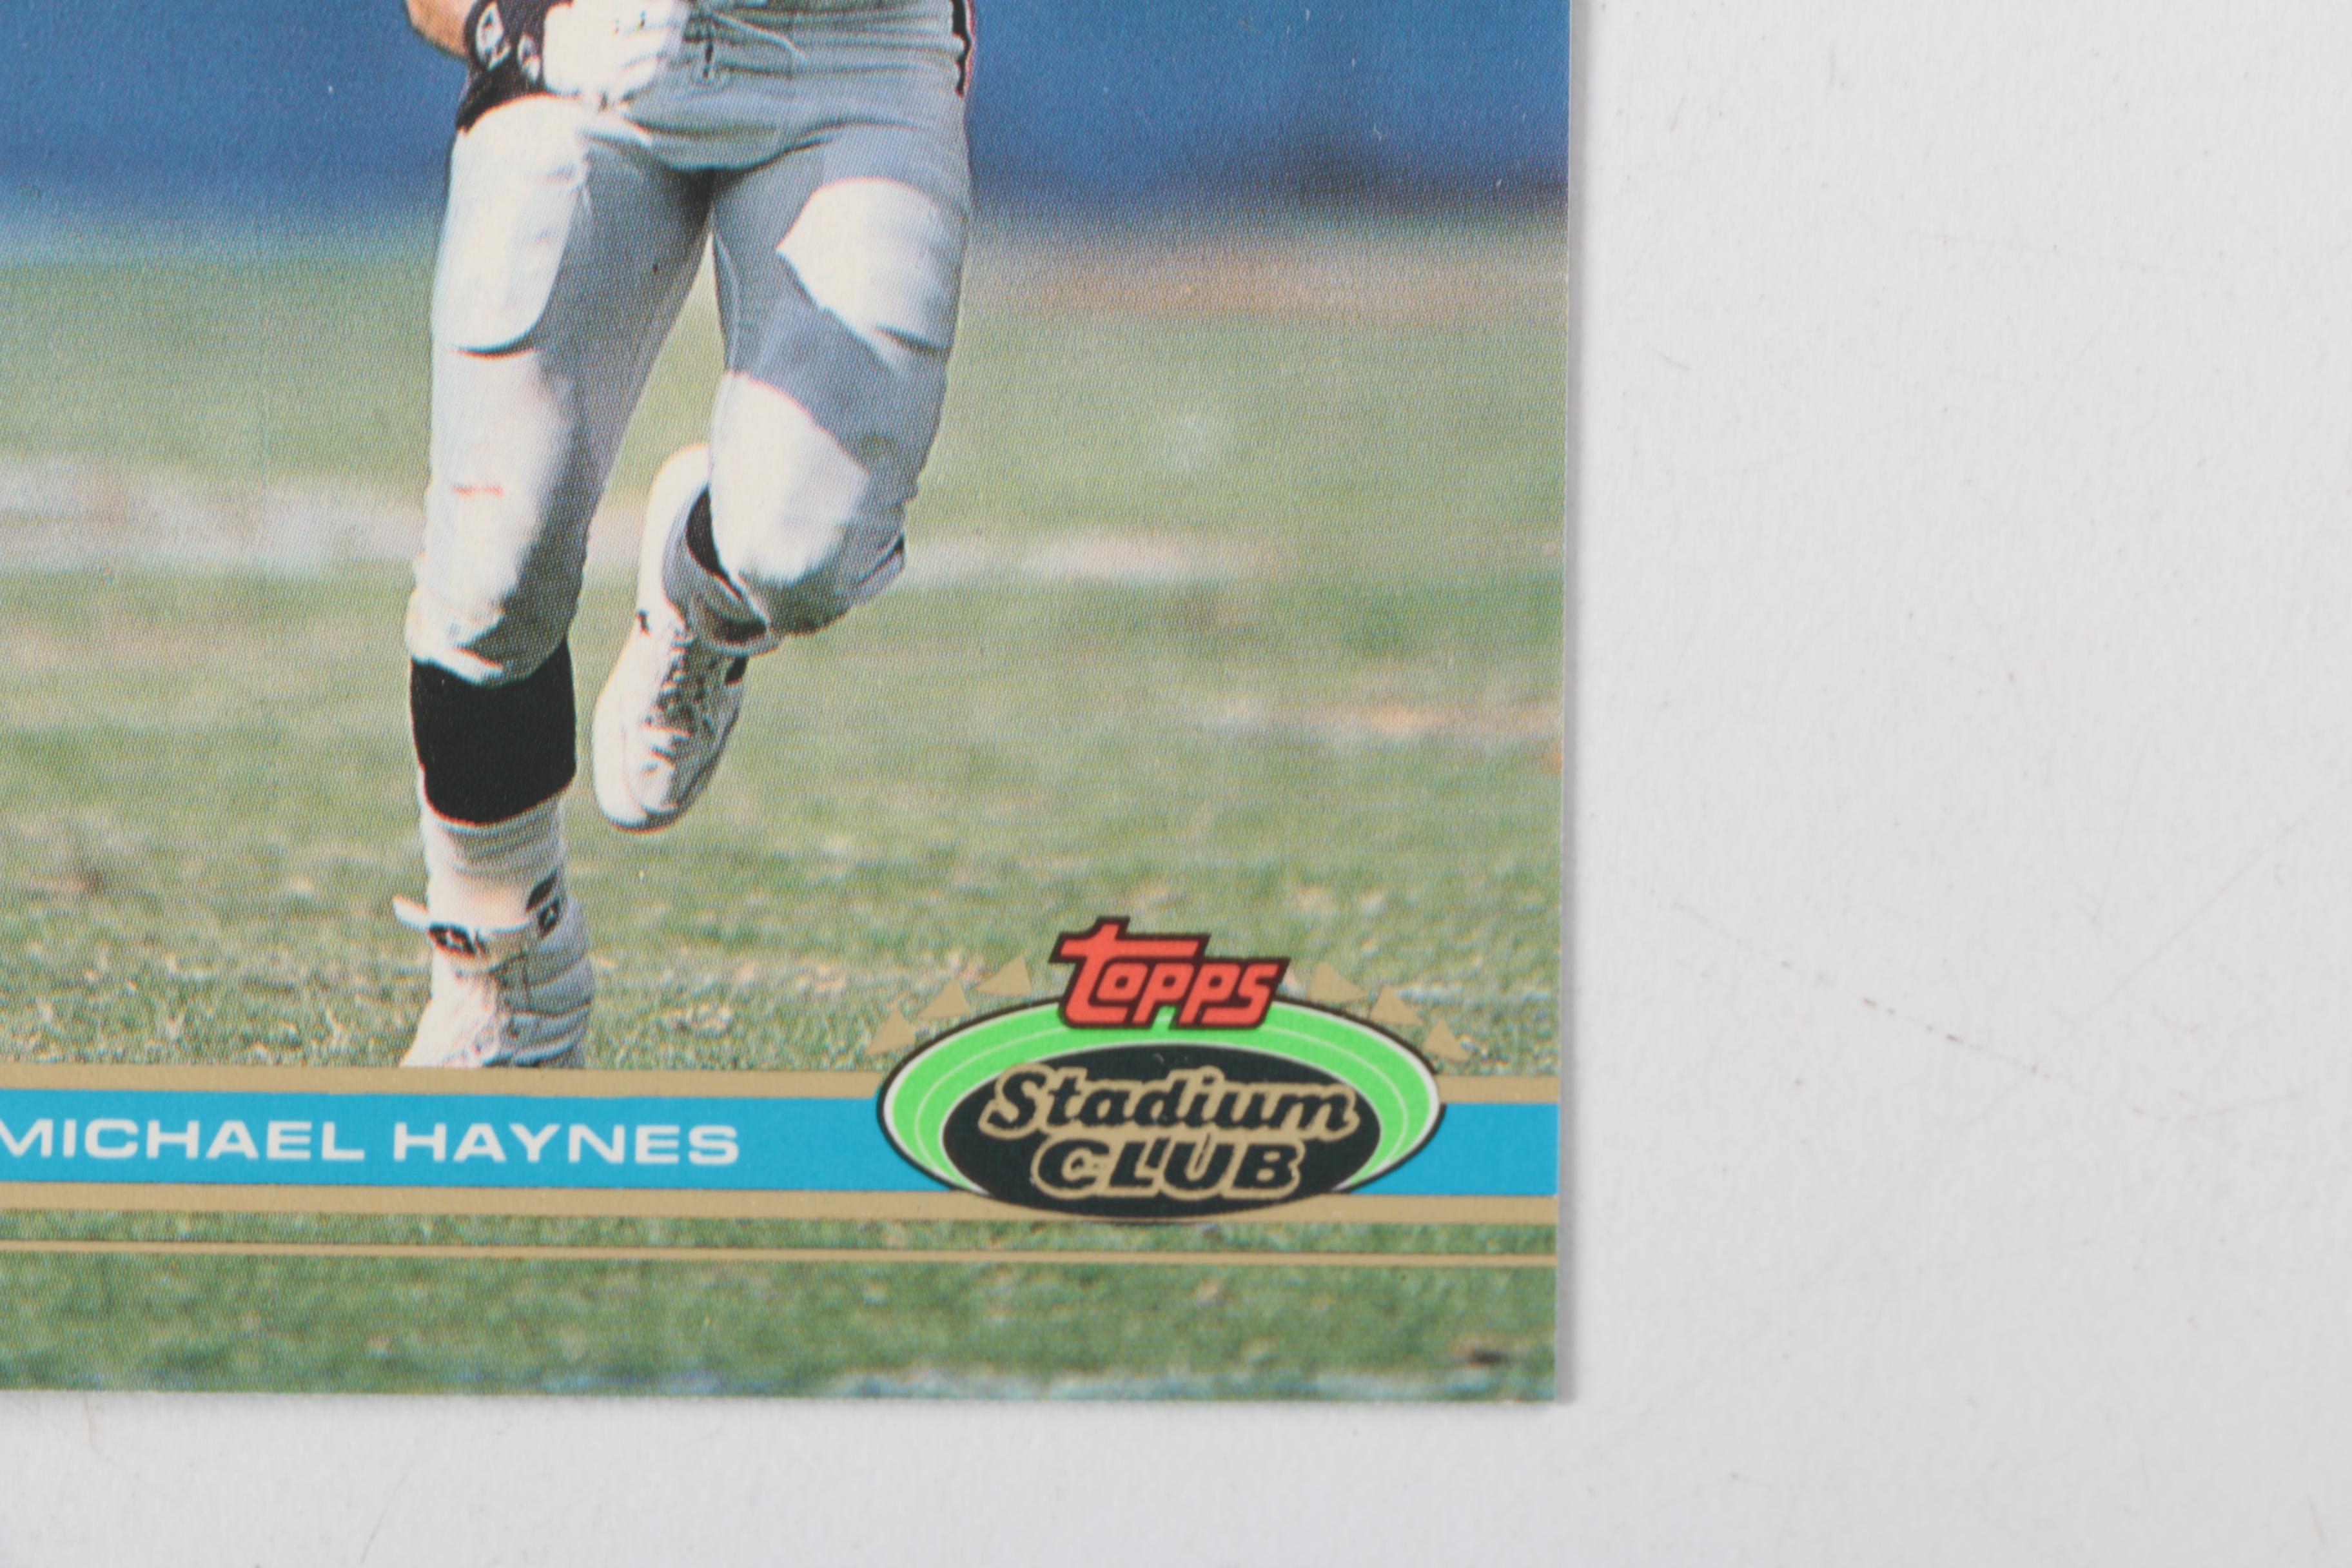 Topps
Stadium
CLUB
MICHAEL HAYNES